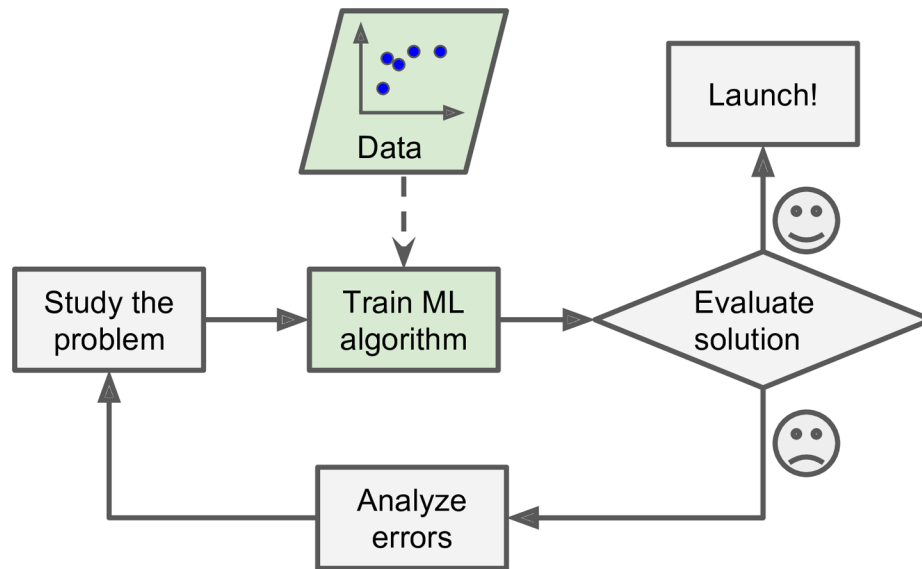 Data
Launch!
Study the
problem
Train ML
algorithm
Evaluate
solution
Analyze
errors